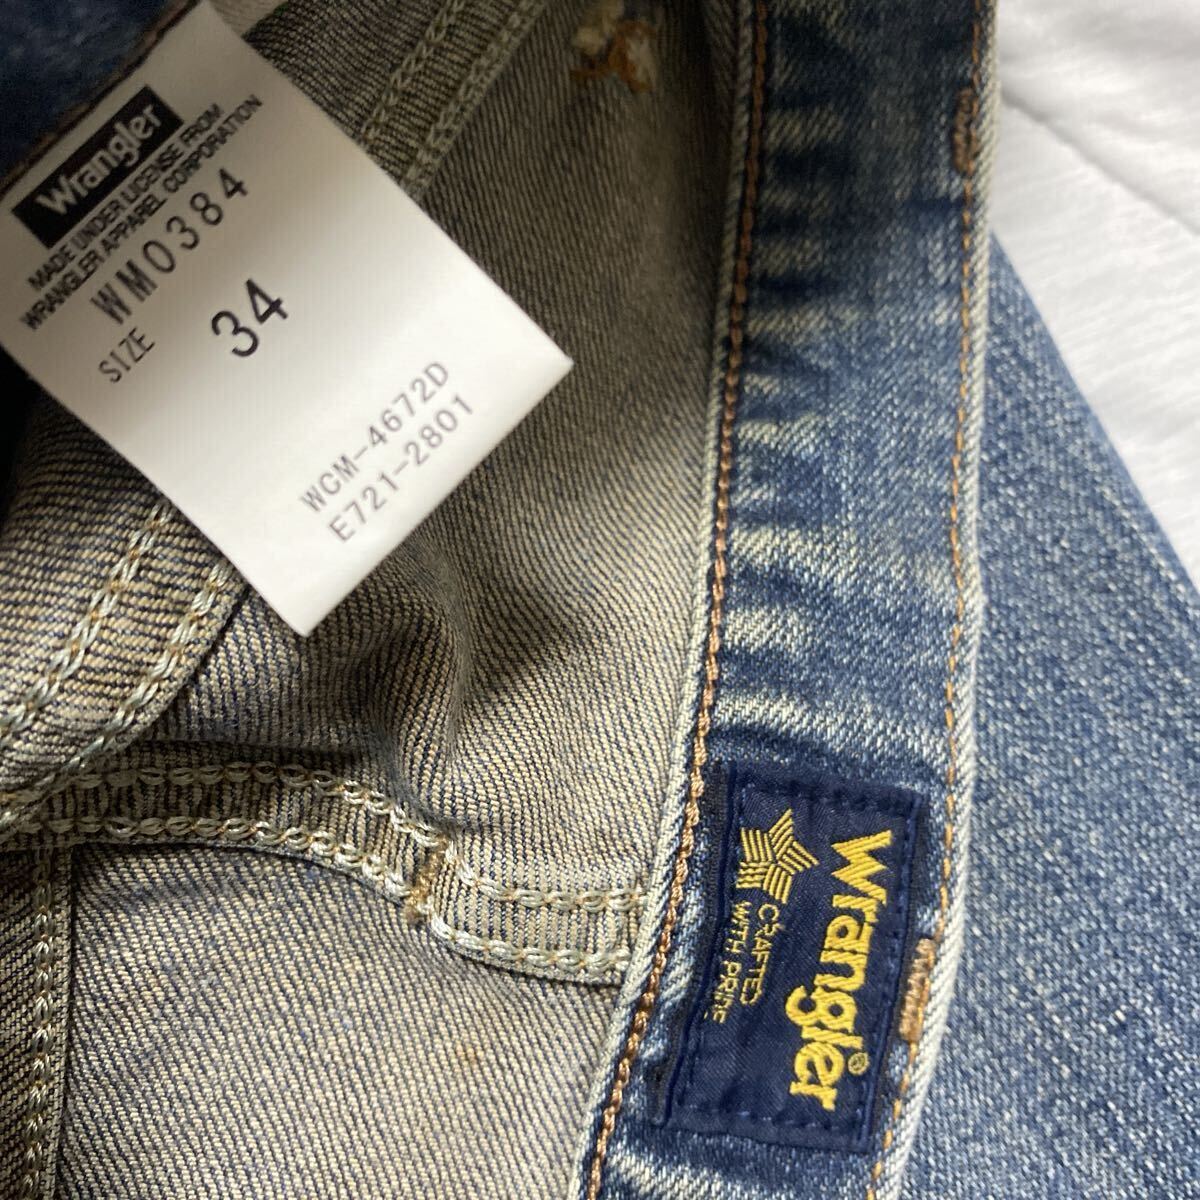 Wrangler
MADE UNDER LICENSE FROM
WRANGLER APPAREL CORPORATION
WM0384
SIZE 34
WCM-4672D
E721-2801
Wrangler
CRAFTED
WITH PRIDE